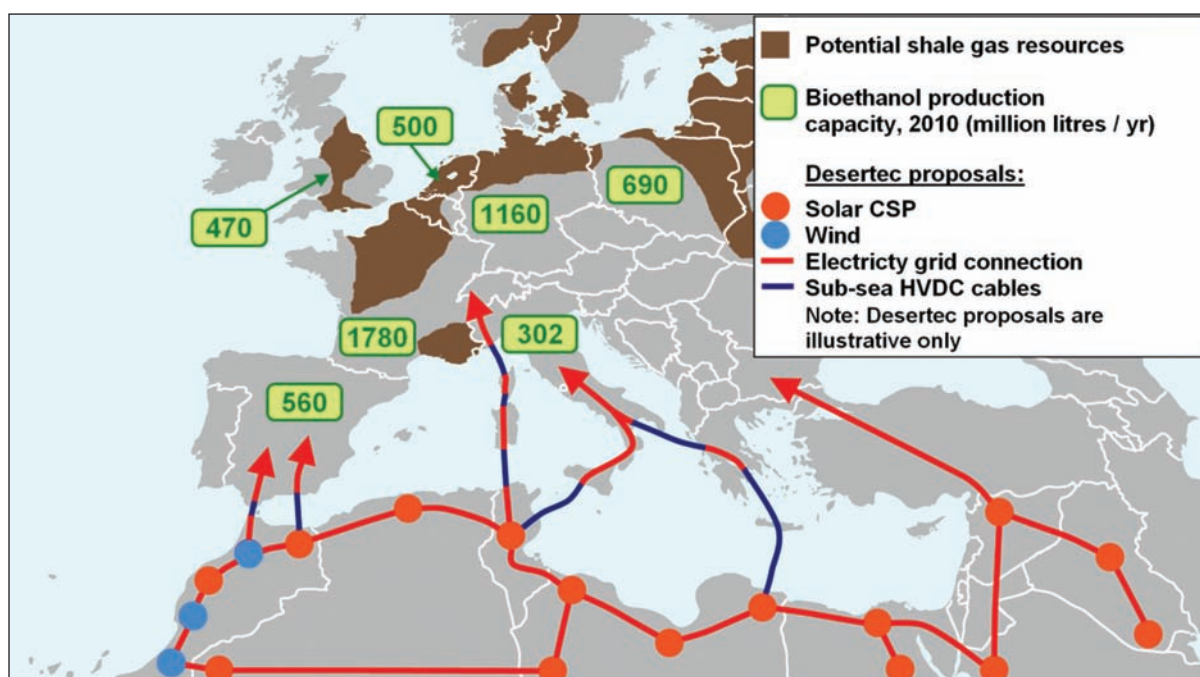 Potential shale gas resources
Bioethanol production
capacity, 2010 (million litres / yr)
Desertec proposals:
Solar CSP
Wind
Electricty grid connection
Sub-sea HVDC cables
Note: Desertec proposals are
illustrative only
500
470
690
1160
1780
302
560